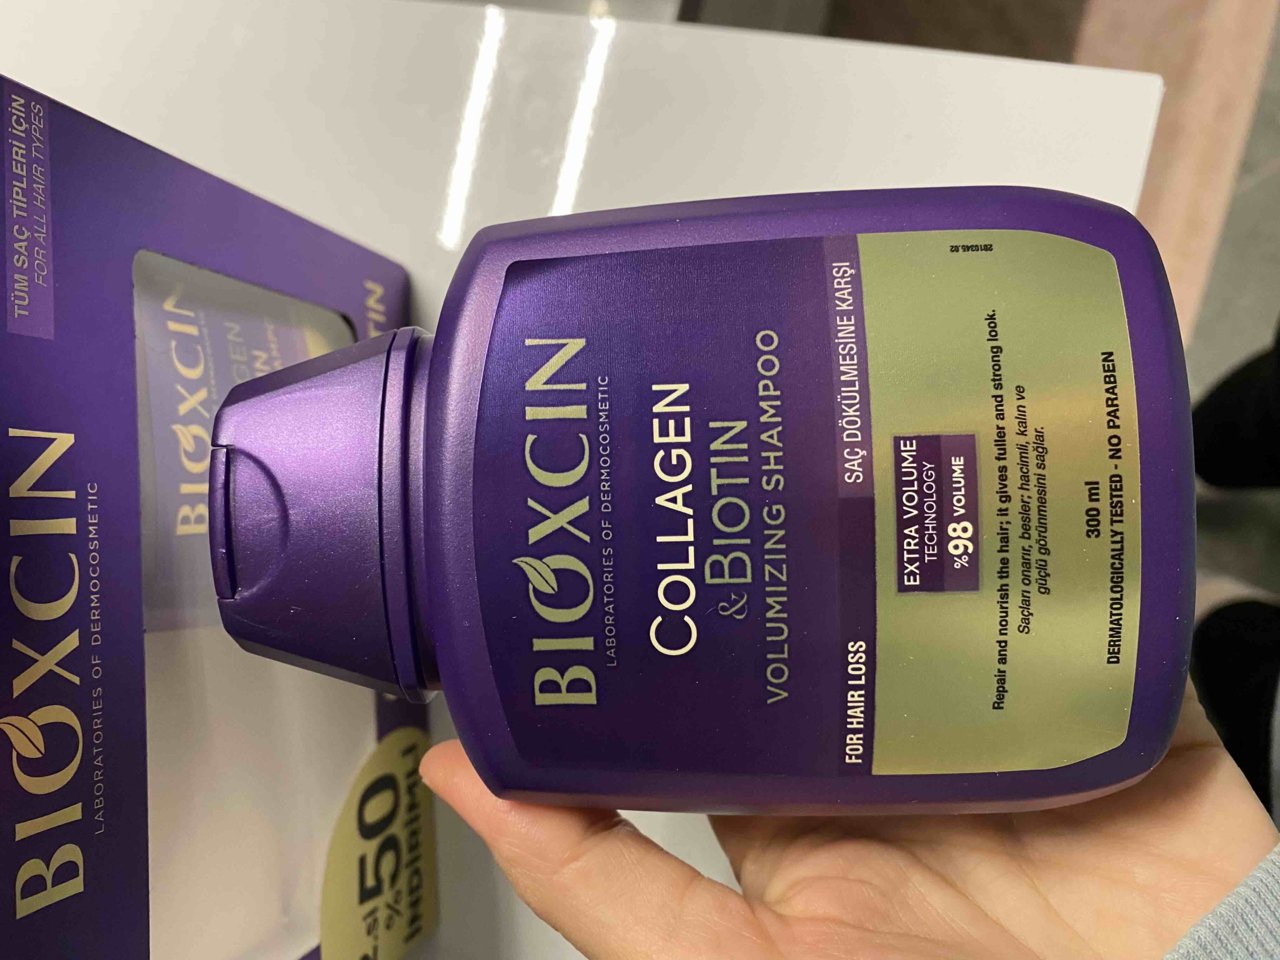 TÜM SAÇ TİPLERİ İÇİN
FOR ALL HAIR TYPES
BIOXCIN
LABORATORIES OF DERMOCOSMETIC
BIOXCIN
%50
İNDİRİMLİ
BIOXCIN
LABORATORIES OF DERMOCOSMETIC
COLLAGEN
& BIOTIN
VOLUMIZING SHAMPOO
FOR HAIR LOSS
SAÇ DÖKÜLMESİNE KARŞI
EXTRA VOLUME
TECHNOLOGY
%98 VOLUME
Repair and nourish the hair; it gives fuller and strong look.
Saçları onarır, besler; hacimli, kalın ve
güçlü görünmesini sağlar.
300 ml
DERMATOLOGICALLY TESTED - NO PARABEN
2810345.02